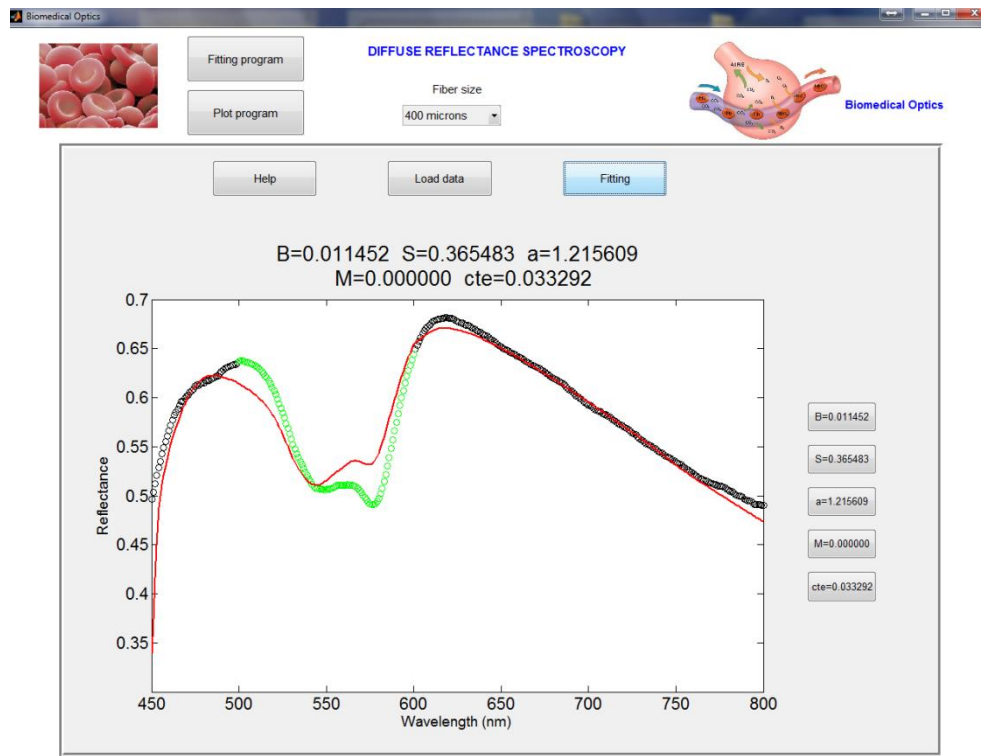 Biomedical Optics
Fitting program
Plot program
DIFFUSE REFLECTANCE SPECTROSCOPY
Fiber size
400 microns
AIRE
Biomedical Optics
Help
Load data
Fitting
B=0.011452 S=0.365483 a=1.215609
M=0.000000 cte=0.033292
0.7
0.65
0.6
0.55
0.5
0.45
0.4
0.35
Reflectance
450 500 550 600 650 700 750 800
Wavelength (nm)
B=0.011452
S=0.365483
a=1.215609
M=0.000000
cte=0.033292